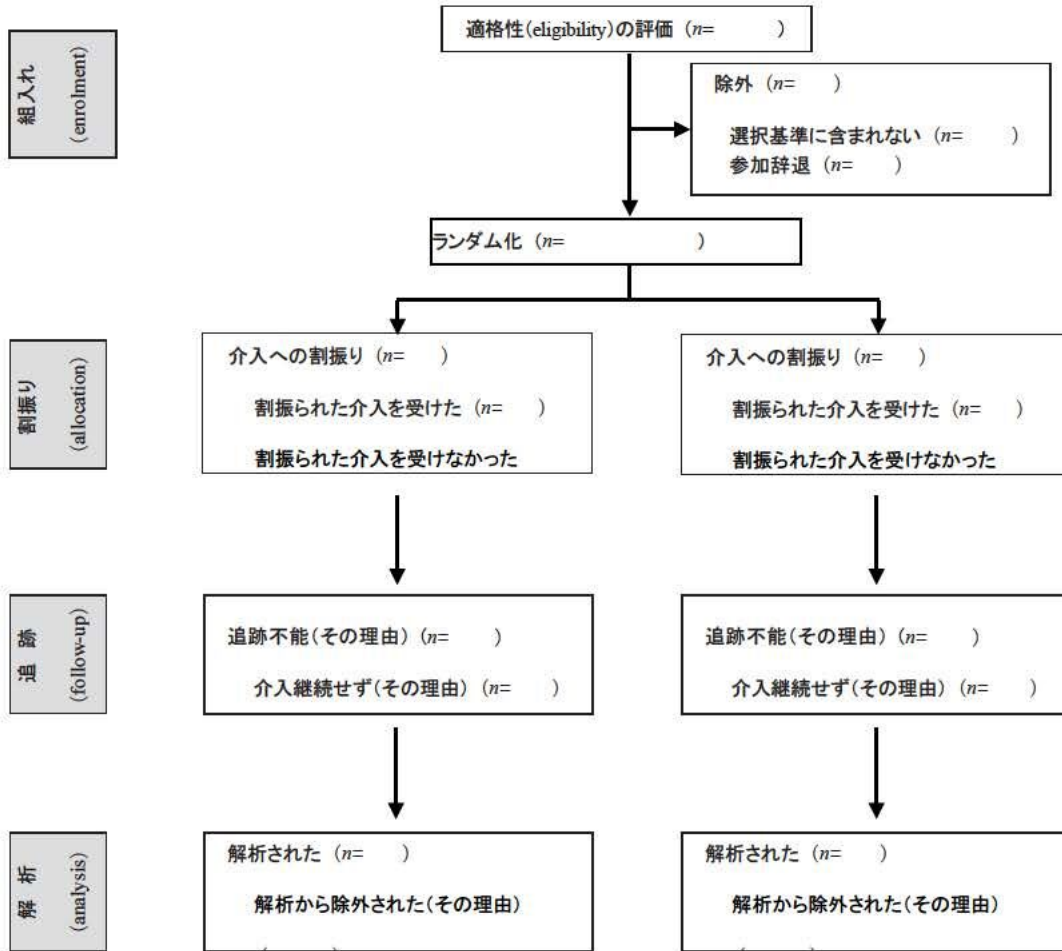 適格性(eligibility)の評価 (n= )
組入れ
(enrolment)
除外 (n= )
選択基準に含まれない (n= )
参加辞退 (n= )
ランダム化 (n= )
割振り
(allocation)
介入への割振り (n= )
割振られた介入を受けた (n= )
割振られた介入を受けなかった
介入への割振り (n= )
割振られた介入を受けた (n= )
割振られた介入を受けなかった
追 跡
(follow-up)
追跡不能(その理由) (n= )
介入継続せず(その理由) (n= )
追跡不能(その理由) (n= )
介入継続せず(その理由) (n= )
解 析
(analysis)
解析された (n= )
解析から除外された(その理由)
解析された (n= )
解析から除外された(その理由)